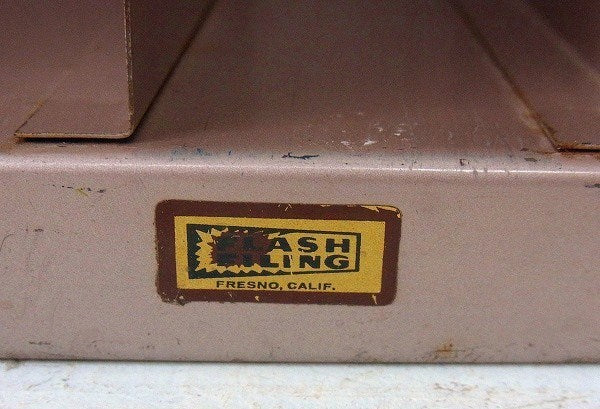 FLASH
FILING
FRESNO, CALIF.